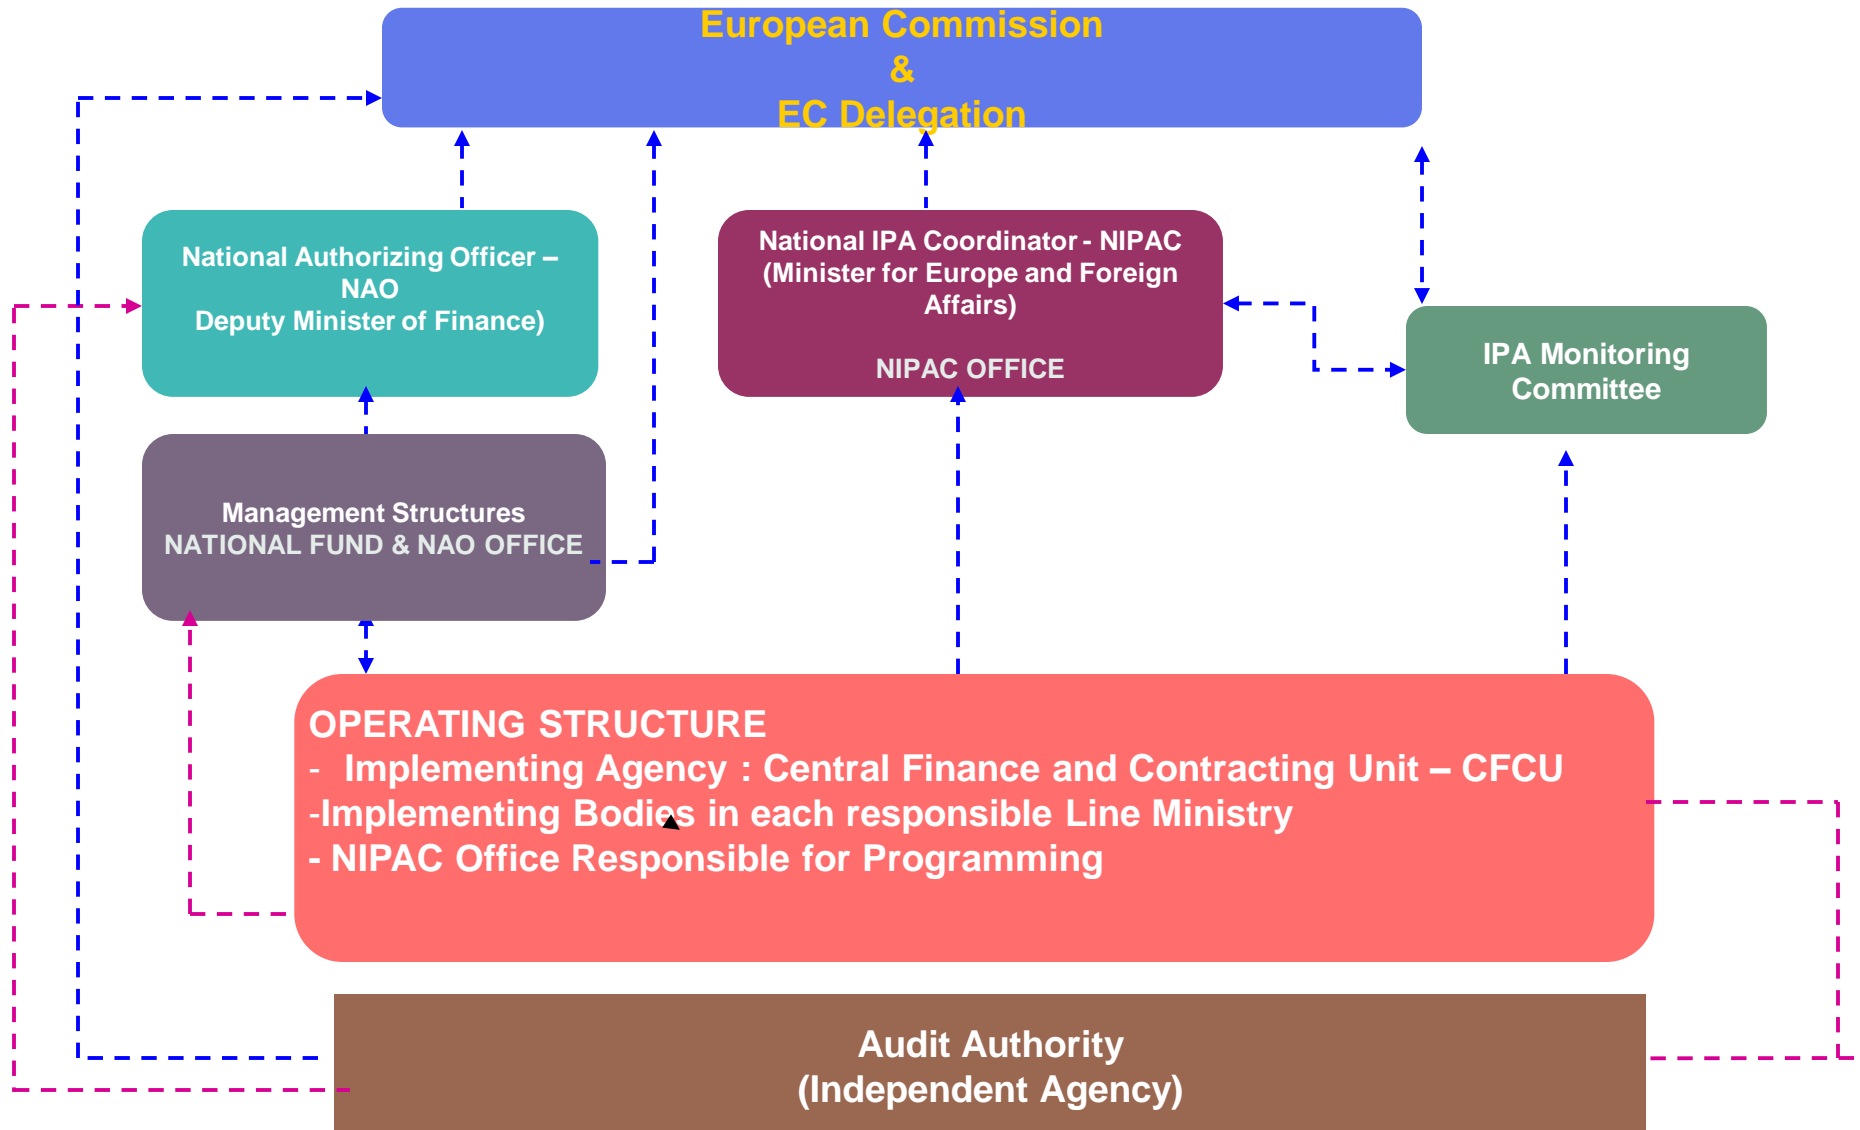 European Commission
&
EC Delegation
National Authorizing Officer –
NAO
Deputy Minister of Finance)
National IPA Coordinator - NIPAC
(Minister for Europe and Foreign
Affairs)
NIPAC OFFICE
IPA Monitoring
Committee
Management Structures
NATIONAL FUND & NAO OFFICE
OPERATING STRUCTURE
- Implementing Agency : Central Finance and Contracting Unit – CFCU
-Implementing Bodies in each responsible Line Ministry
- NIPAC Office Responsible for Programming
Audit Authority
(Independent Agency)